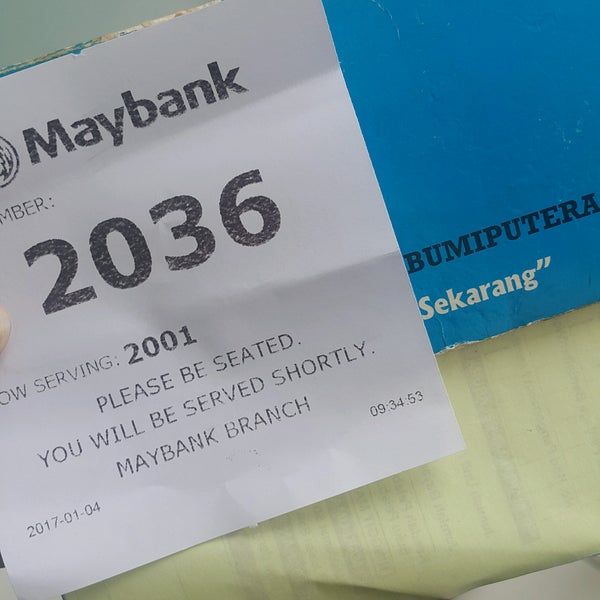 Maybank
MBER:
2036
OW SERVING: 2001
PLEASE BE SEATED.
YOU WILL BE SERVED SHORTLY.
MAYBANK BRANCH
2017-01-04
09:34:53
BUMIPUTERA
Sekarang”